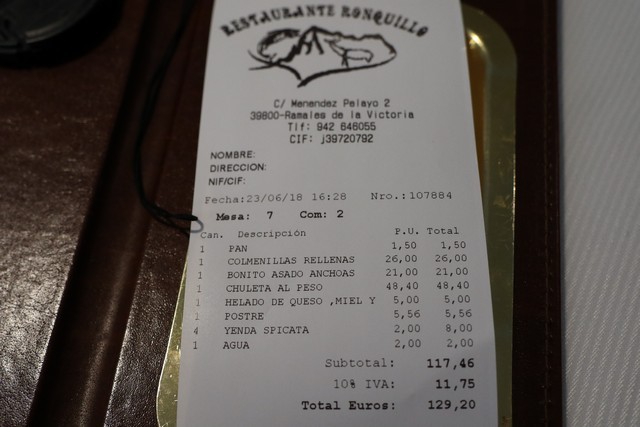 RESTAURANTE RONQUILLO
C/ Menendez Pelayo 2
39800-Ramales de la Victoria
Tlf: 942 646055
CIF: j39720792
NOMBRE:
DIRECCION:
NIF/CIF:
Fecha:23/06/18 16:28 Nro.:107884
Mesa: 7 Com: 2
Can. Descripción P.U. Total
1 PAN 1,50 1,50
1 COLMENILLAS RELLENAS 26,00 26,00
1 BONITO ASADO ANCHOAS 21,00 21,00
1 CHULETA AL PESO 48,40 48,40
1 HELADO DE QUESO ,MIEL Y 5,00 5,00
1 POSTRE 5,56 5,56
4 YENDA SPICATA 2,00 8,00
1 AGUA 2,00 2,00
Subtotal: 117,46
10% IVA: 11,75
Total Euros: 129,20